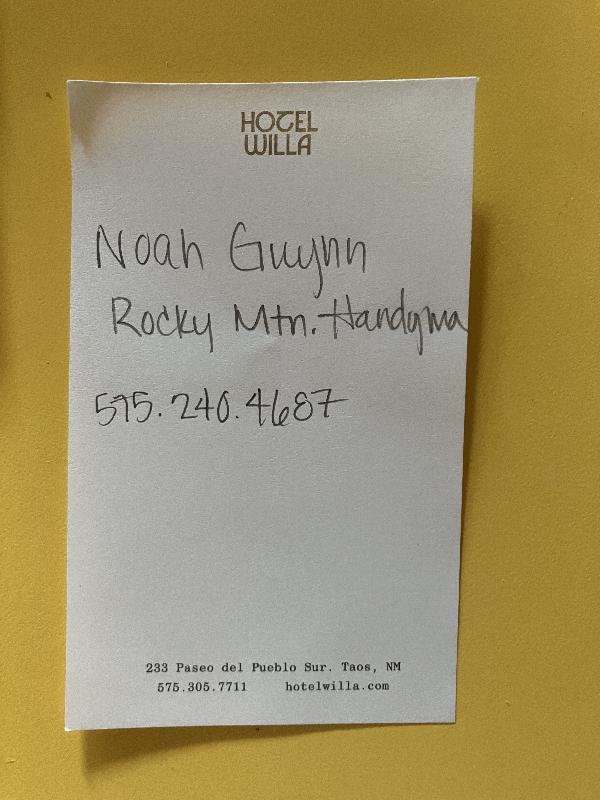 HOTEL
WILLA
Noah Guynn
Rocky Mtn. Handyma
575.240.4687
233 Paseo del Pueblo Sur. Taos, NM
575.305.7711 hotelwilla.com